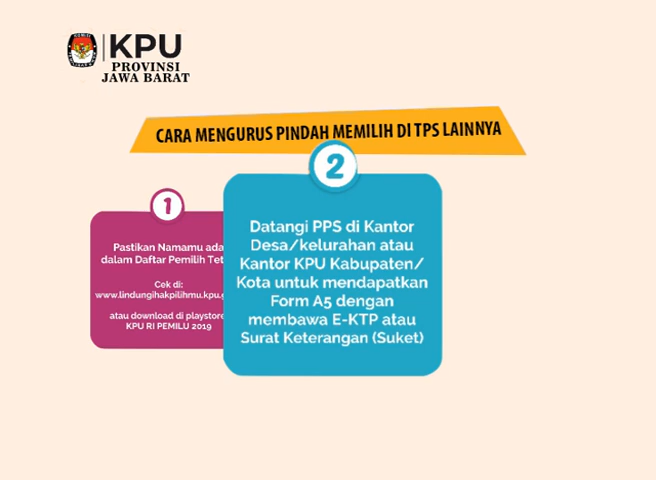 KPU
PROVINSI
JAWA BARAT
CARA MENGURUS PINDAH MEMILIH DI TPS LAINNYA
1
Pastikan Namamu ada
dalam Daftar Pemilih
Cek di:
www.lindungihakpilihmu.kpu.g
atau download di playstore
KPU RI PEMILU 2019
2
Datangi PPS di Kantor
Desa/kelurahan atau
Kantor KPU Kabupaten/
Kota untuk mendapatkan
Form A5 dengan
membawa E-KTP atau
Surat Keterangan (Suket)